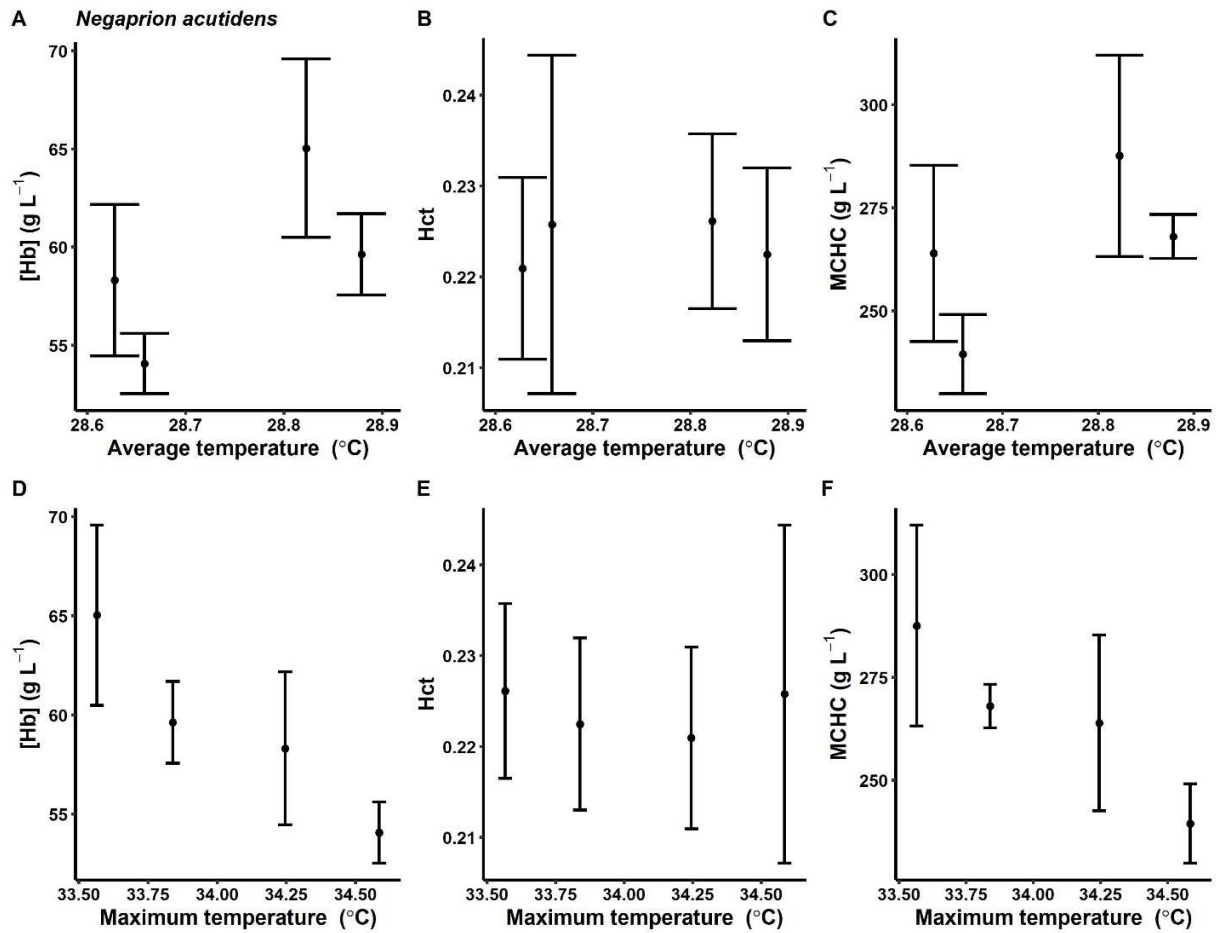 A Negaprion acutidens
[Hb] (g L⁻¹)
70
65
60
55
28.6 28.7 28.8 28.9
Average temperature (°C)
B
Hct
0.24
0.23
0.22
0.21
28.6 28.7 28.8 28.9
Average temperature (°C)
C
MCHC (g L⁻¹)
300
275
250
28.6 28.7 28.8 28.9
Average temperature (°C)
D
[Hb] (g L⁻¹)
70
65
60
55
33.50 33.75 34.00 34.25 34.50
Maximum temperature (°C)
E
Hct
0.24
0.23
0.22
0.21
33.50 33.75 34.00 34.25 34.50
Maximum temperature (°C)
F
MCHC (g L⁻¹)
300
275
250
33.50 33.75 34.00 34.25 34.50
Maximum temperature (°C)